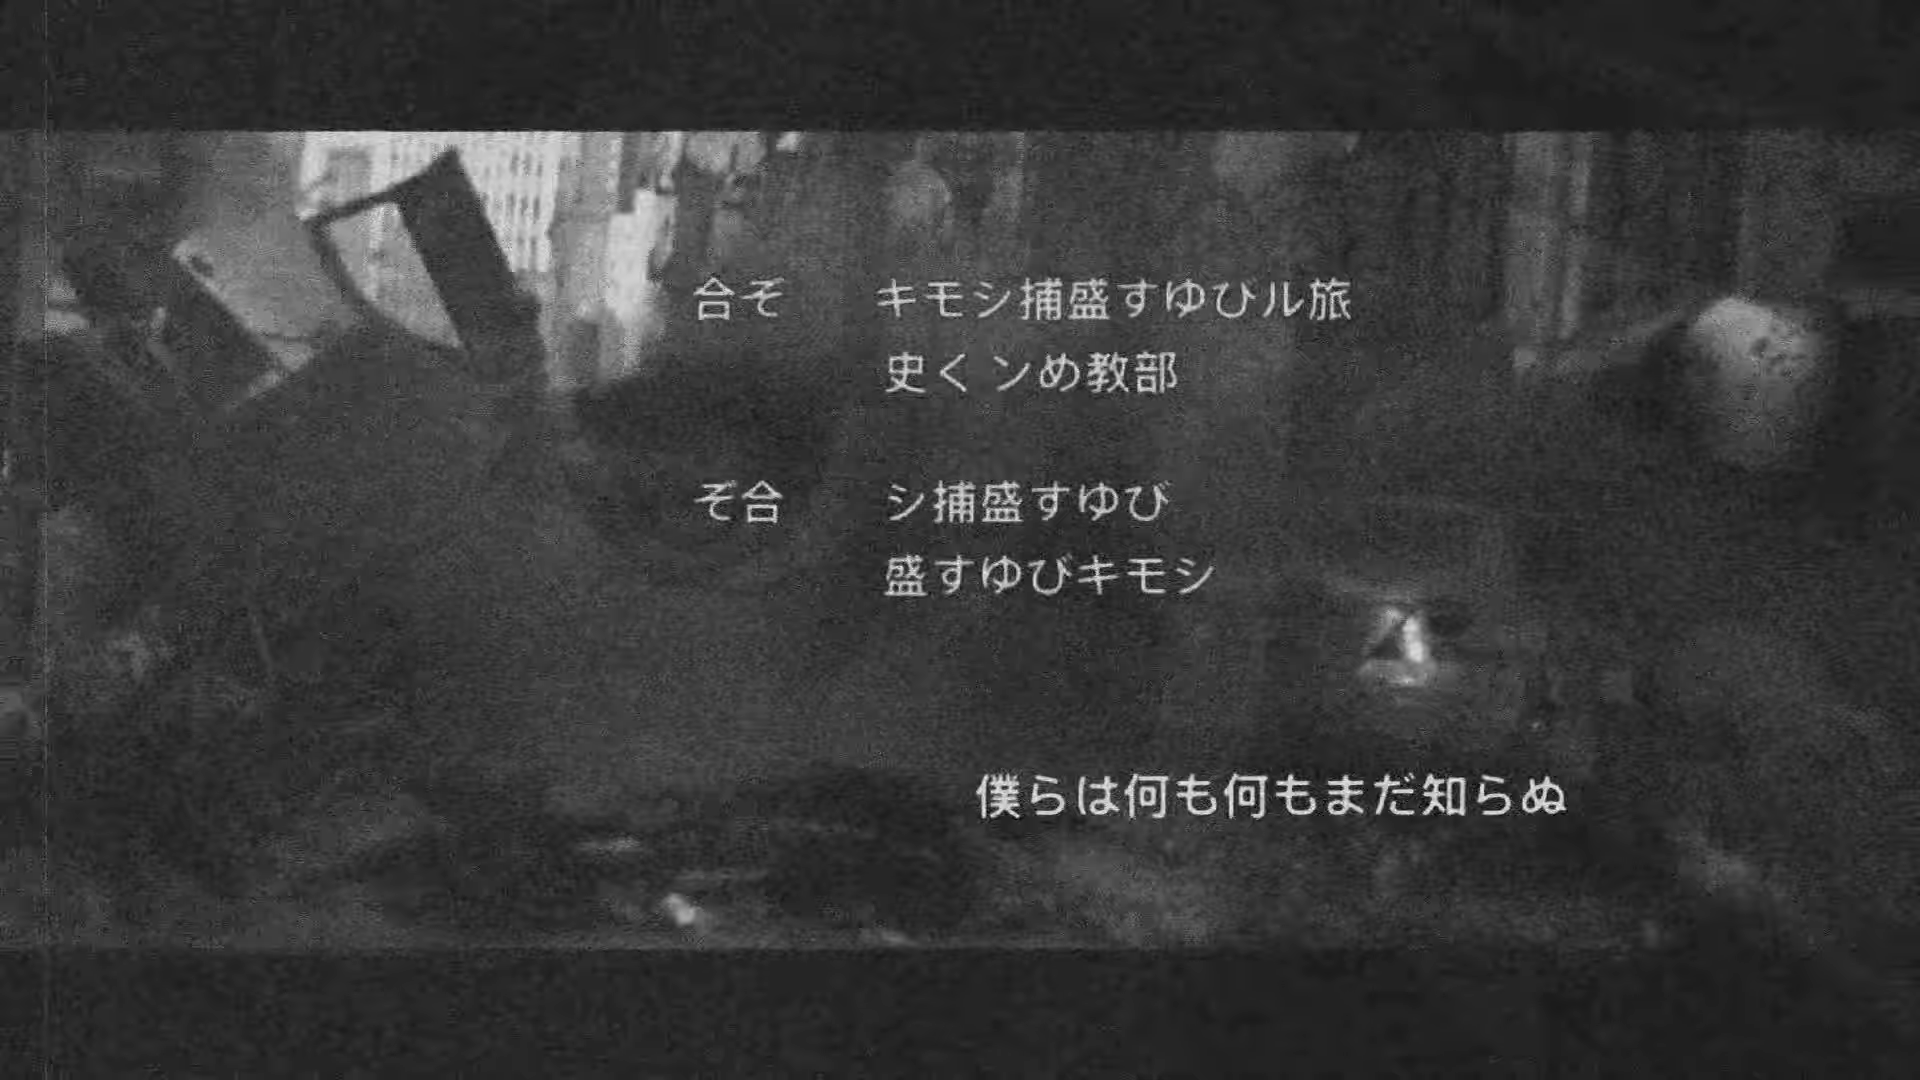 合そ キモシ捕盛すゆひル旅
史くンめ教部
ぞ合 シ捕盛すゆび
盛すゆびキモシ
僕らは何も何もまだ知らぬ